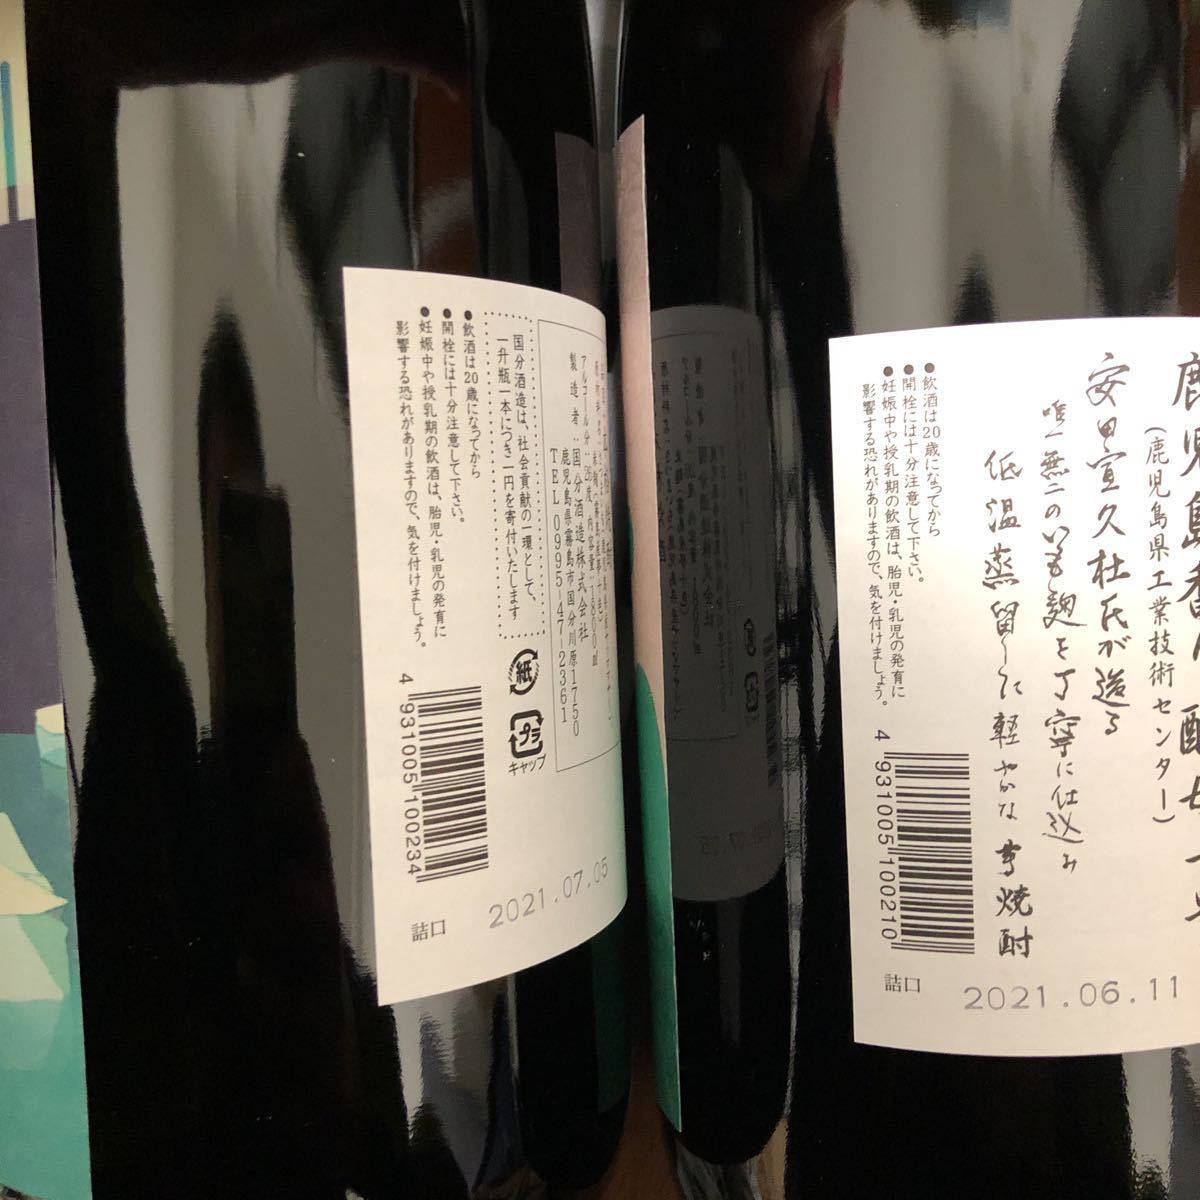 製造者：国分酒造株式会社
鹿児島県霧島市国分川原1750
TEL 0995-47-2361
国分酒造は、社会貢献の一環として、
一升瓶一本につき一円を寄付いたします
●飲酒は20歳になってから
●開栓には十分注意して下さい。
●妊娠中や授乳期の飲酒は、胎児・乳児の発育に
影響する恐れがありますので、気を付けましょう。
紙
プラ
キャップ
4 931005 100234
2021.07.05
詰口
(鹿児島県工業技術センター)
安田宣久杜氏が造る
唯一無二のいも麹を丁寧に仕込み
低温蒸留した軽やかな芋焼酎
●飲酒は20歳になってから
●開栓には十分注意して下さい。
●妊娠中や授乳期の飲酒は、胎児・乳児の発育に
影響する恐れがありますので、気を付けましょう。
4 931005 100210
詰口
2021.06.11